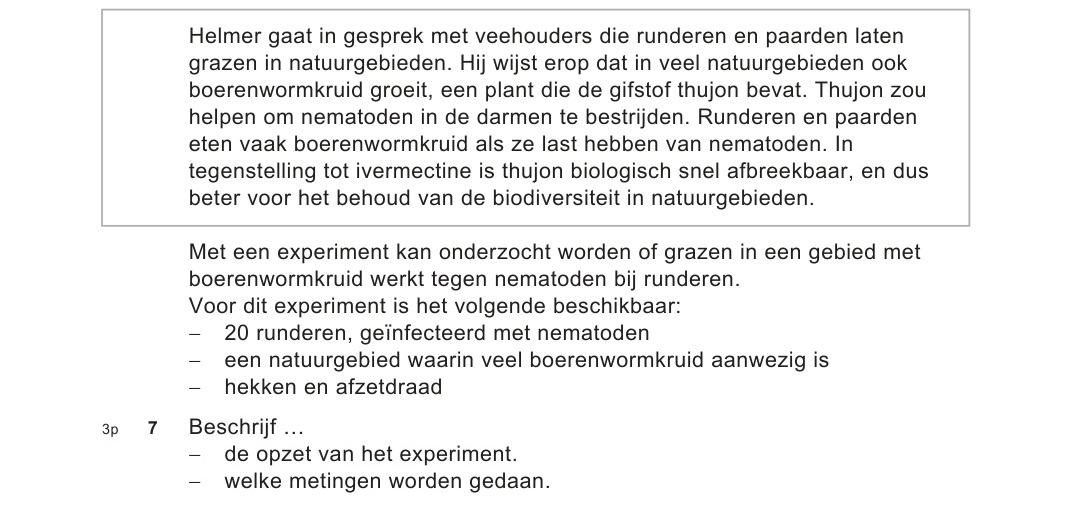 Helmer gaat in gesprek met veehouders die runderen en paarden laten
grazen in natuurgebieden. Hij wijst erop dat in veel natuurgebieden ook
boerenwormkruid groeit, een plant die de gifstof thujon bevat. Thujon zou
helpen om nematoden in de darmen te bestrijden. Runderen en paarden
eten vaak boerenwormkruid als ze last hebben van nematoden. In
tegenstelling tot ivermectine is thujon biologisch snel afbreekbaar, en dus
beter voor het behoud van de biodiversiteit in natuurgebieden.
Met een experiment kan onderzocht worden of grazen in een gebied met
boerenwormkruid werkt tegen nematoden bij runderen.
Voor dit experiment is het volgende beschikbaar:
– 20 runderen, geïnfecteerd met nematoden
– een natuurgebied waarin veel boerenwormkruid aanwezig is
– hekken en afzetdraad
3p 7 Beschrijf …
– de opzet van het experiment.
– welke metingen worden gedaan.